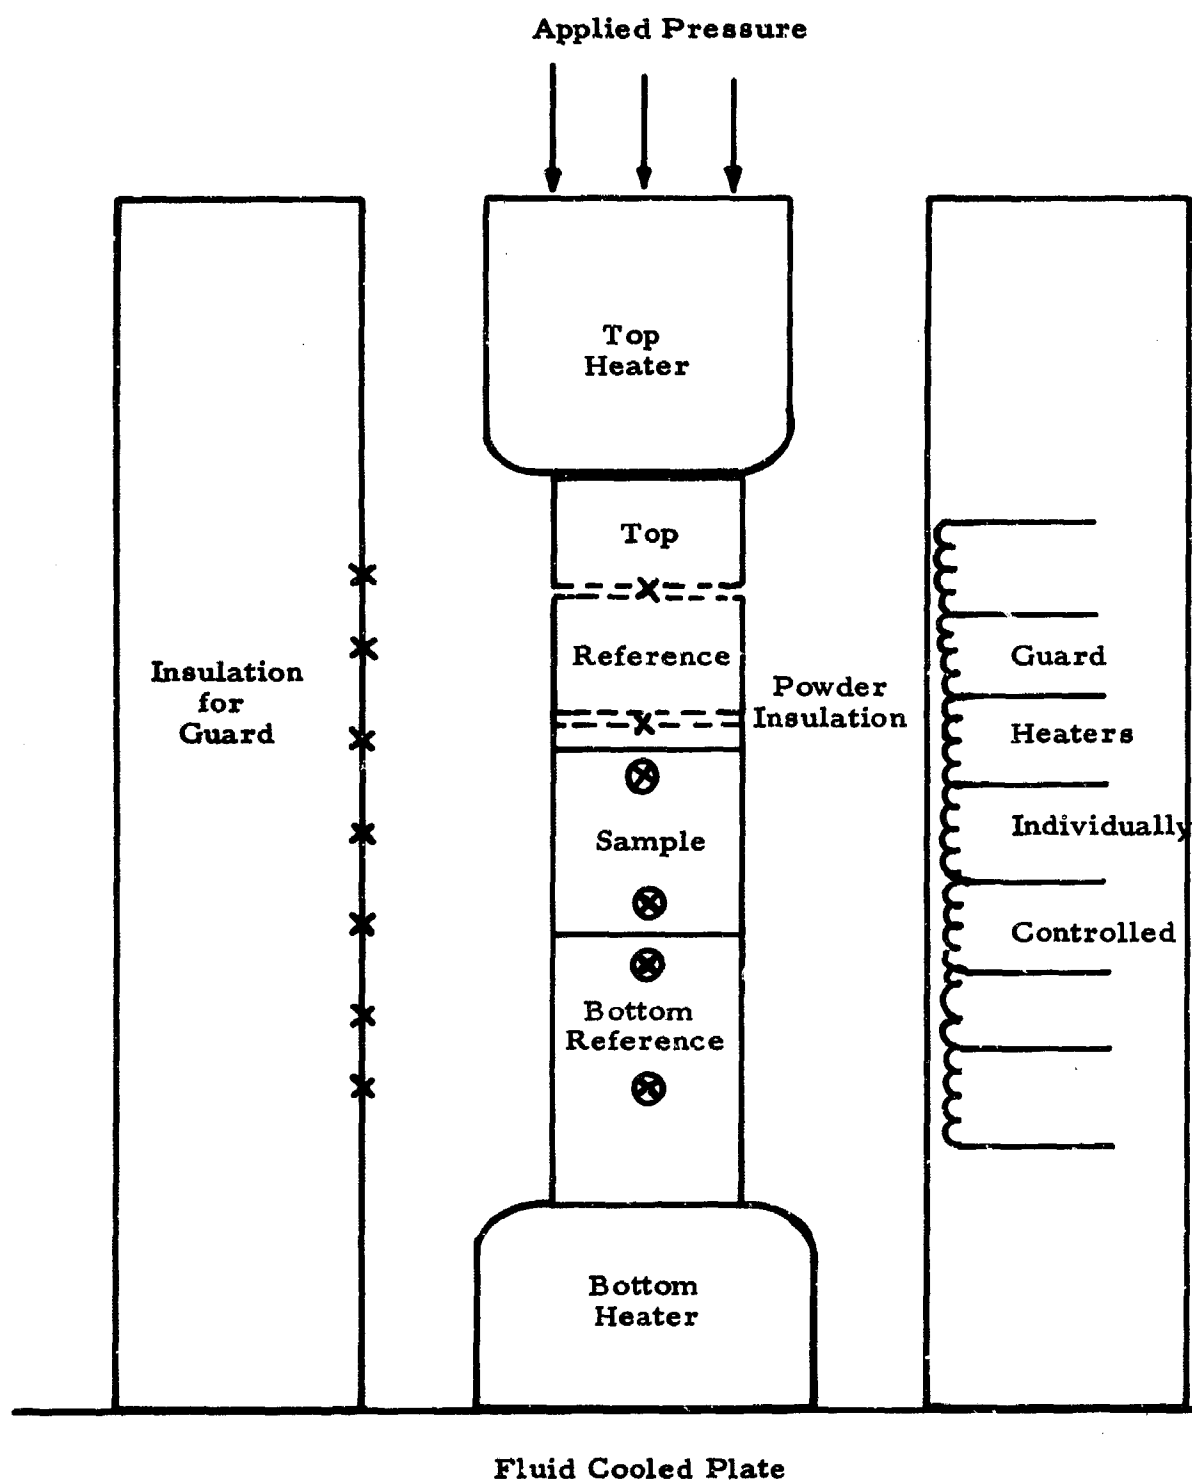 Applied Pressure
Top
Heater
Top
Reference
Insulation
for
Guard
Powder
Insulation
Guard
Heaters
Individually
Controlled
Sample
Bottom
Reference
Bottom
Heater
Fluid Cooled Plate